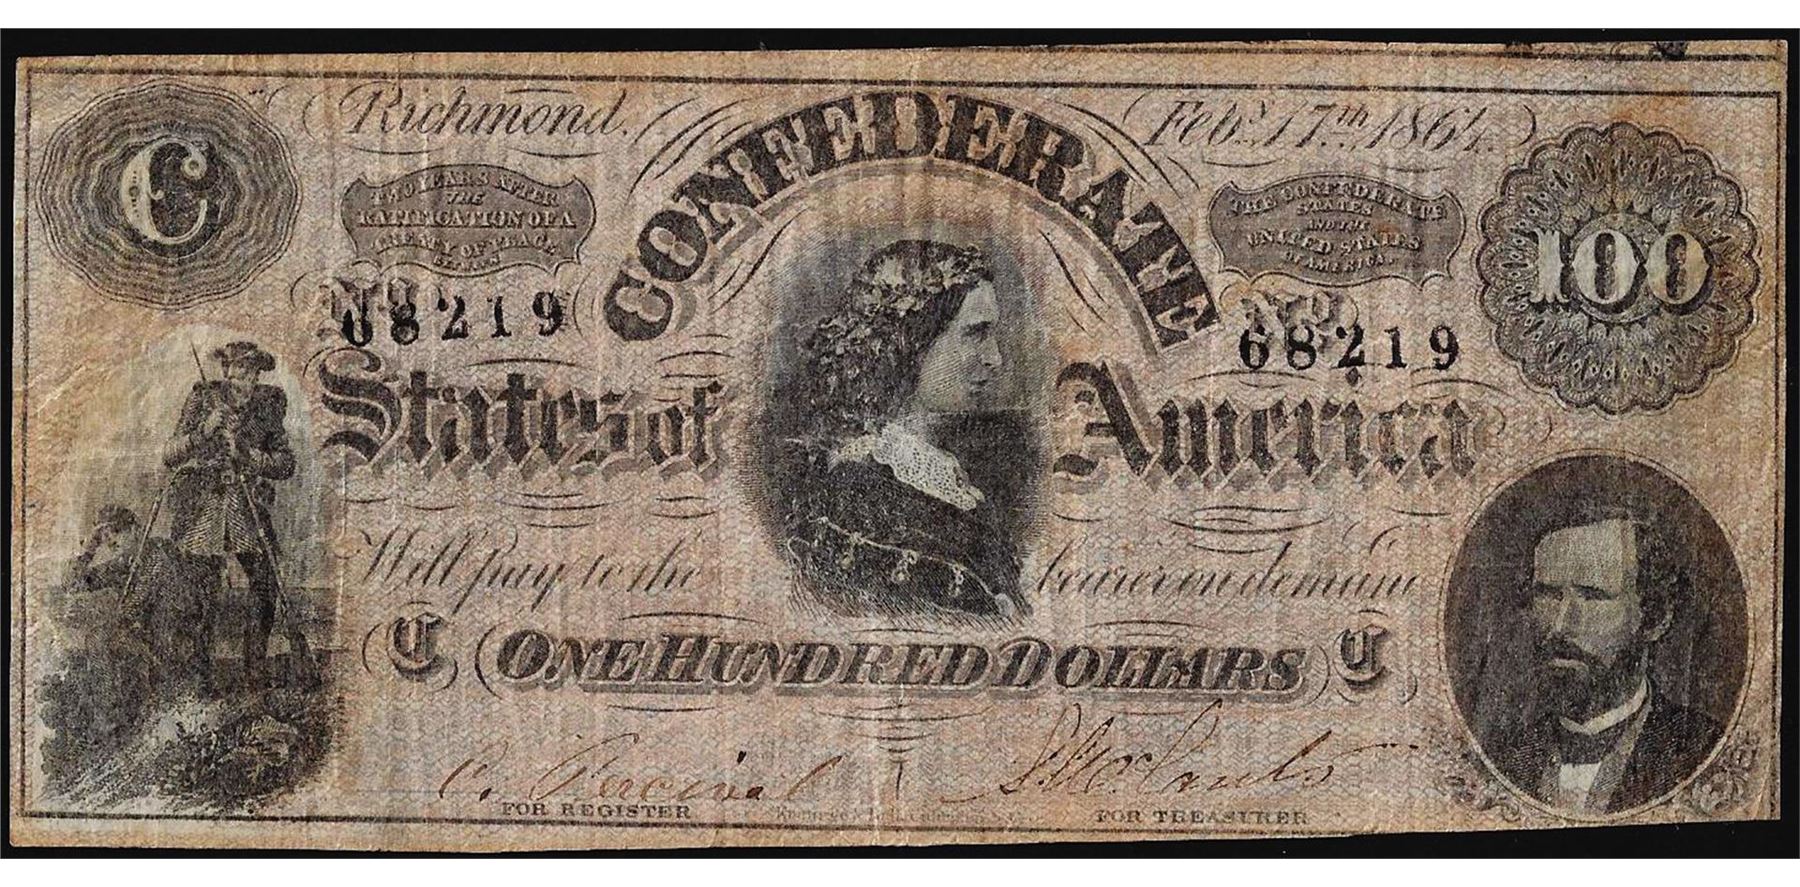 C
Richmond. Feby. 17th. 1864.
TWO YEARS AFTER
THE
RATIFICATION OF A
TREATY OF PEACE
CONFEDERATE
THE CONFEDERATE
STATES
AND THE
UNITED STATES
OF AMERICA.
100
No 68219
No 68219
States of America
Will pay to the bearer on demand
C ONE HUNDRED DOLLARS C
C. Percival
FOR REGISTER
FOR TREASURER